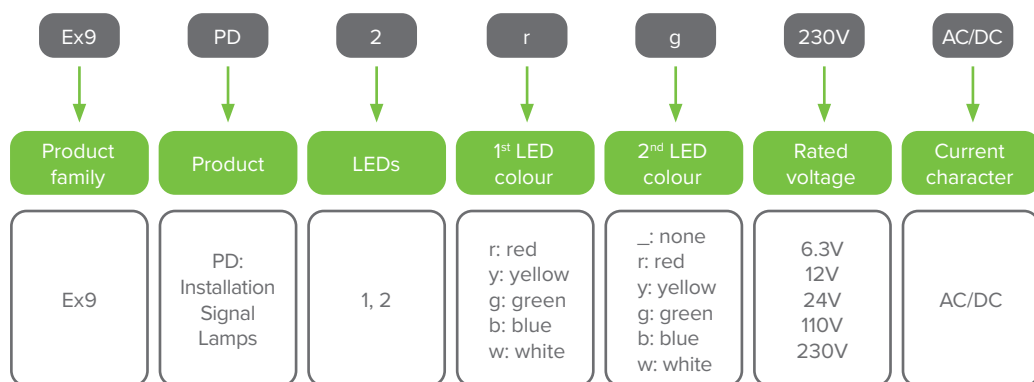 Ex9
PD
2
r
g
230V
AC/DC
Product
family
Product
LEDs
1st LED
colour
2nd LED
colour
Rated
voltage
Current
character
Ex9
PD:
Installation
Signal
Lamps
1, 2
r: red
y: yellow
g: green
b: blue
w: white
_: none
r: red
y: yellow
g: green
b: blue
w: white
6.3V
12V
24V
110V
230V
AC/DC